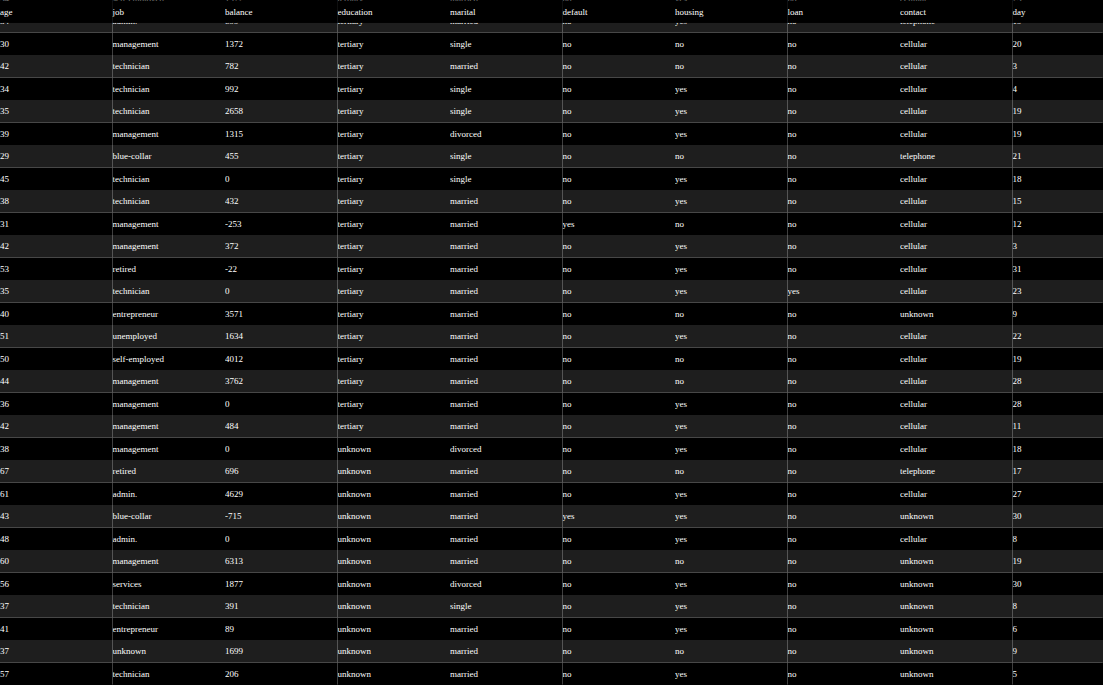 age job balance education marital default housing loan contact day
30 management 1372 tertiary single no no no cellular 20
42 technician 782 tertiary married no no no cellular 3
34 technician 992 tertiary single no yes no cellular 4
35 technician 2658 tertiary single no yes no cellular 19
39 management 1315 tertiary divorced no yes no cellular 19
29 blue-collar 455 tertiary single no no no telephone 21
45 technician 0 tertiary single no yes no cellular 18
38 technician 432 tertiary married no yes no cellular 15
31 management -253 tertiary married yes no no cellular 12
42 management 372 tertiary married no yes no cellular 3
53 retired -22 tertiary married no yes no cellular 31
35 technician 0 tertiary married no yes yes cellular 23
40 entrepreneur 3571 tertiary married no no no unknown 9
51 unemployed 1634 tertiary married no yes no cellular 22
50 self-employed 4012 tertiary married no no no cellular 19
44 management 3762 tertiary married no no no cellular 28
36 management 0 tertiary married no yes no cellular 28
42 management 484 tertiary married no yes no cellular 11
38 management 0 unknown divorced no yes no cellular 18
67 retired 696 unknown married no no no telephone 17
61 admin. 4629 unknown married no yes no cellular 27
43 blue-collar -715 unknown married yes yes no unknown 30
48 admin. 0 unknown married no yes no cellular 8
60 management 6313 unknown married no no no unknown 19
56 services 1877 unknown divorced no yes no unknown 30
37 technician 391 unknown single no yes no unknown 8
41 entrepreneur 89 unknown married no yes no unknown 6
37 unknown 1699 unknown married no no no unknown 9
57 technician 206 unknown married no yes no unknown 5